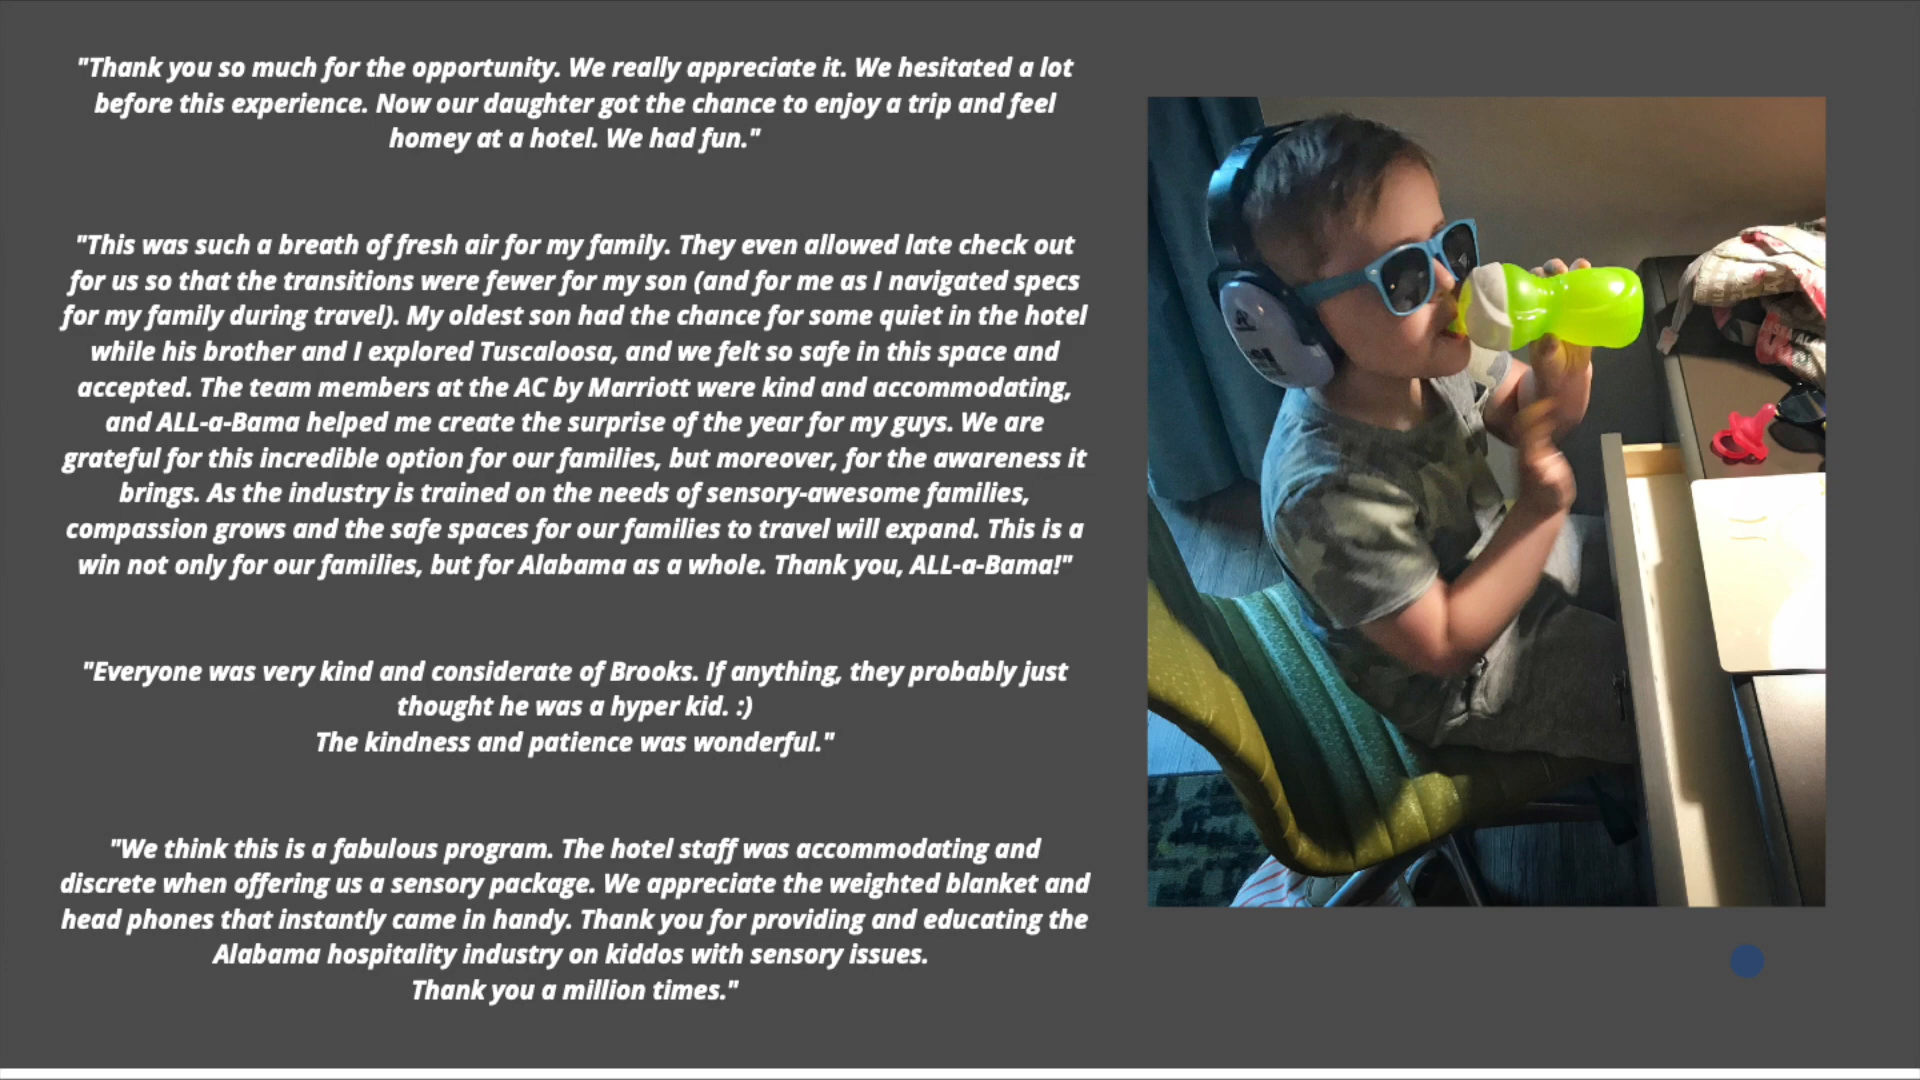 "Thank you so much for the opportunity. We really appreciate it. We hesitated a lot
before this experience. Now our daughter got the chance to enjoy a trip and feel
homey at a hotel. We had fun."
"This was such a breath of fresh air for my family. They even allowed late check out
for us so that the transitions were fewer for my son (and for me as I navigated specs
for my family during travel). My oldest son had the chance for some quiet in the hotel
while his brother and I explored Tuscaloosa, and we felt so safe in this space and
accepted. The team members at the AC by Marriott were kind and accommodating,
and ALL-a-Bama helped me create the surprise of the year for my guys. We are
grateful for this incredible option for our families, but moreover, for the awareness it
brings. As the industry is trained on the needs of sensory-awesome families,
compassion grows and the safe spaces for our families to travel will expand. This is a
win not only for our families, but for Alabama as a whole. Thank you, ALL-a-Bama!"
"Everyone was very kind and considerate of Brooks. If anything, they probably just
thought he was a hyper kid. :)
The kindness and patience was wonderful."
"We think this is a fabulous program. The hotel staff was accommodating and
discrete when offering us a sensory package. We appreciate the weighted blanket and
head phones that instantly came in handy. Thank you for providing and educating the
Alabama hospitality industry on kiddos with sensory issues.
Thank you a million times."